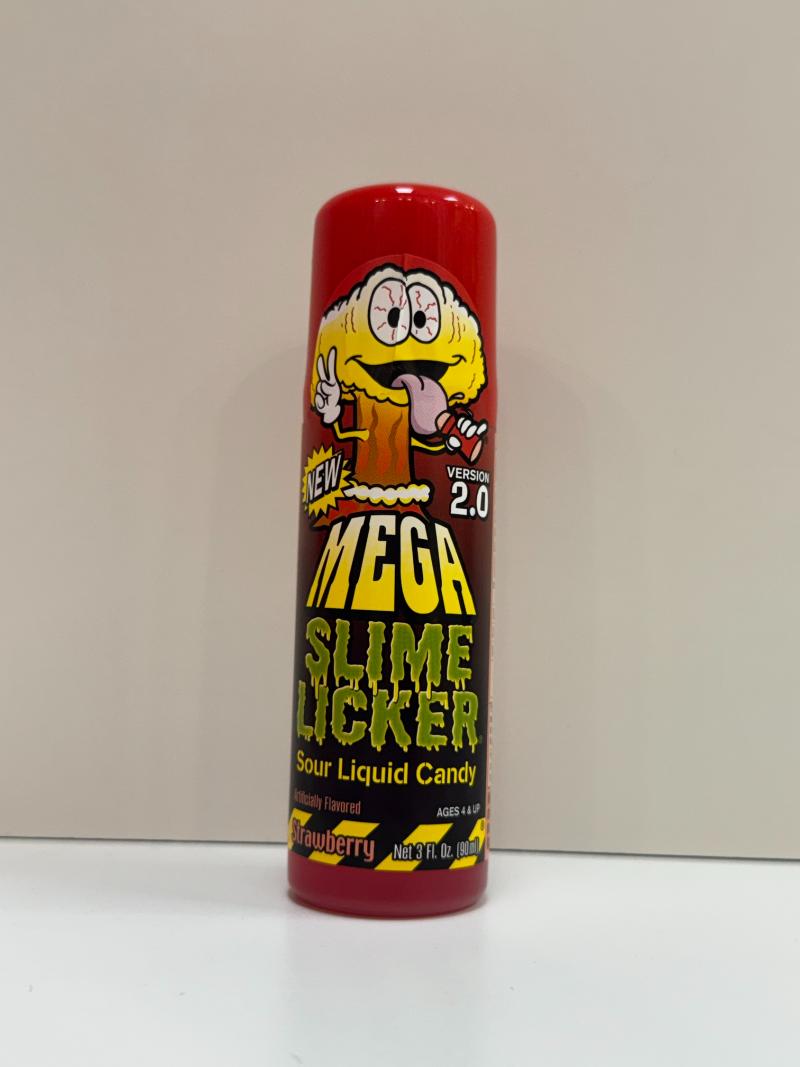 NEW
VERSION
2.0
MEGA
SLIME
LICKER
Sour Liquid Candy
Artificially Flavored
AGES 4 & UP
Strawberry
Net 3 Fl. Oz. (90ml)